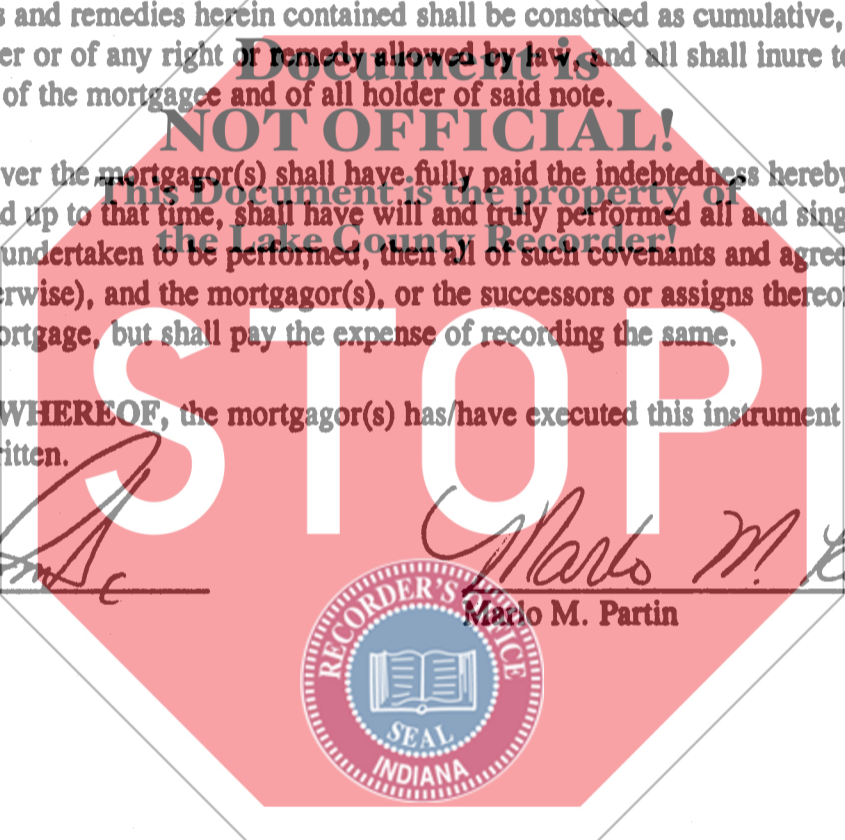 s and remedies herein contained shall be construed as cumulative,
Document is
er or of any right or remedy allowed by law, and all shall inure to
of the mortgagee and of all holder of said note.
NOT OFFICIAL!
ver the mortgagor(s) shall have fully paid the indebtedness hereby
This Document is the property of
d up to that time, shall have will and truly performed all and sing
the Lake County Recorder!
undertaken to be performed, then all of such covenants and agree
erwise), and the mortgagor(s), or the successors or assigns thereof
ortgage, but shall pay the expense of recording the same.
STOP
WHEREOF, the mortgagor(s) has/have executed this instrument
itten.
Marlo M.
Marlo M. Partin
RECORDER'S OFFICE
SEAL
INDIANA